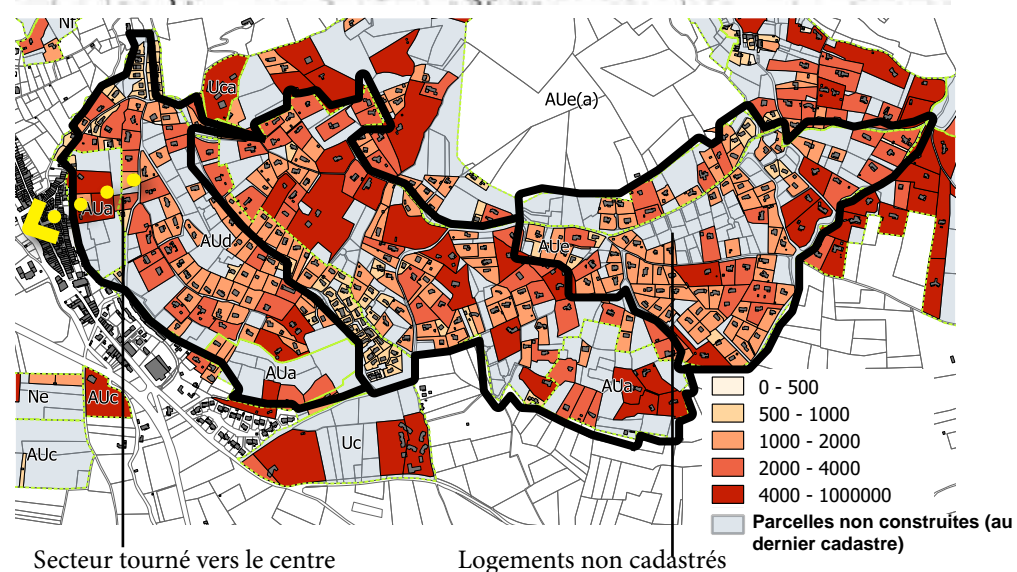 Nf
Uca
AUe(a)
AUa
AUd
AUe
AUa
AUa
Ne
AUc
AUc
Uc
0 - 500
500 - 1000
1000 - 2000
2000 - 4000
4000 - 1000000
Parcelles non construites (au
dernier cadastre)
Secteur tourné vers le centre
Logements non cadastrés